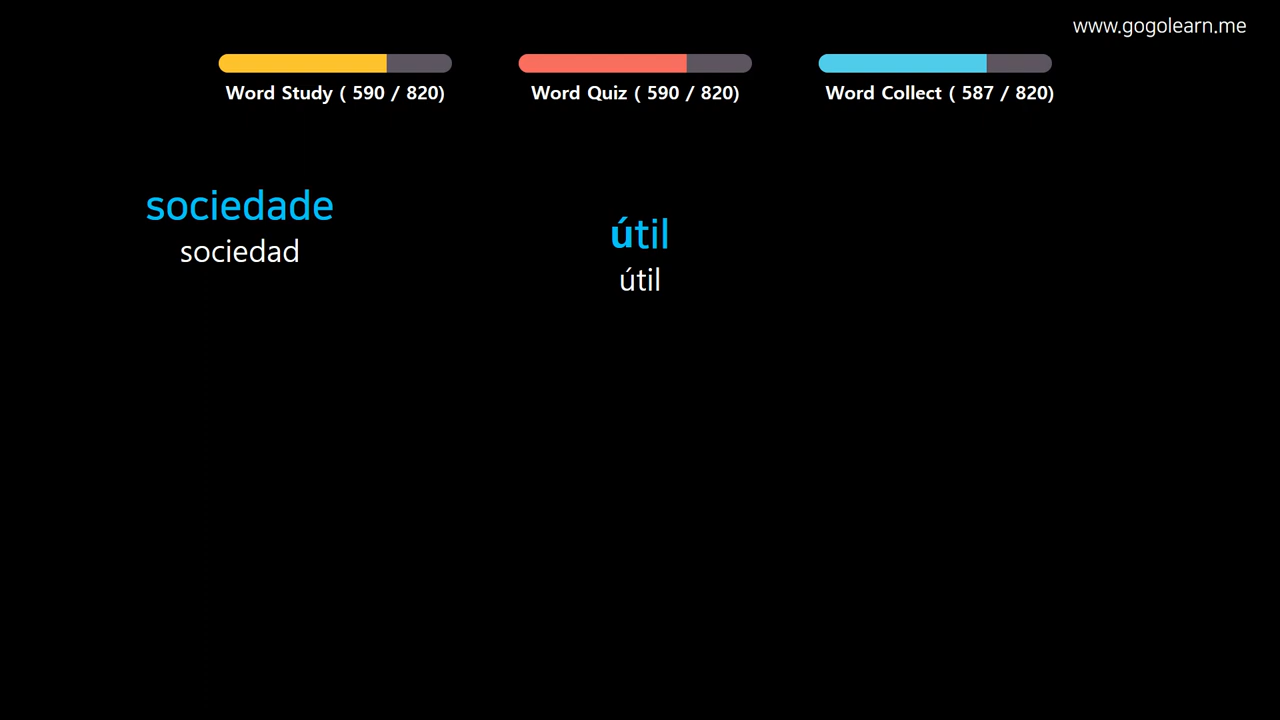 www.gogolearn.me
Word Study ( 590 / 820)
Word Quiz ( 590 / 820)
Word Collect ( 587 / 820)
sociedade
sociedad
útil
útil